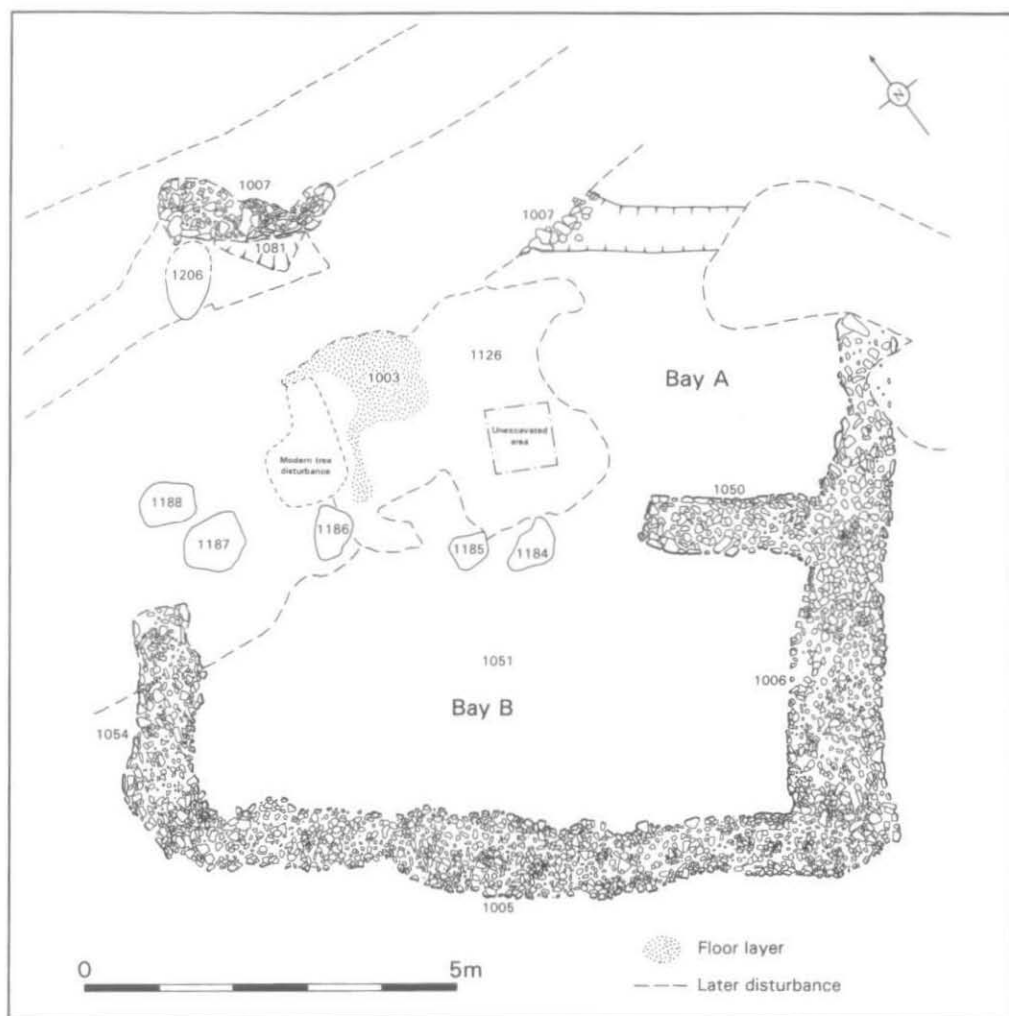 Z
1007
1007
1081
1206
1126
1003
Bay A
Unexcavated
area
Modern tree
disturbance
1050
1188
1186
1187
1185
1184
1051
1006
Bay B
1054
1005
Floor layer
0
5m
Later disturbance